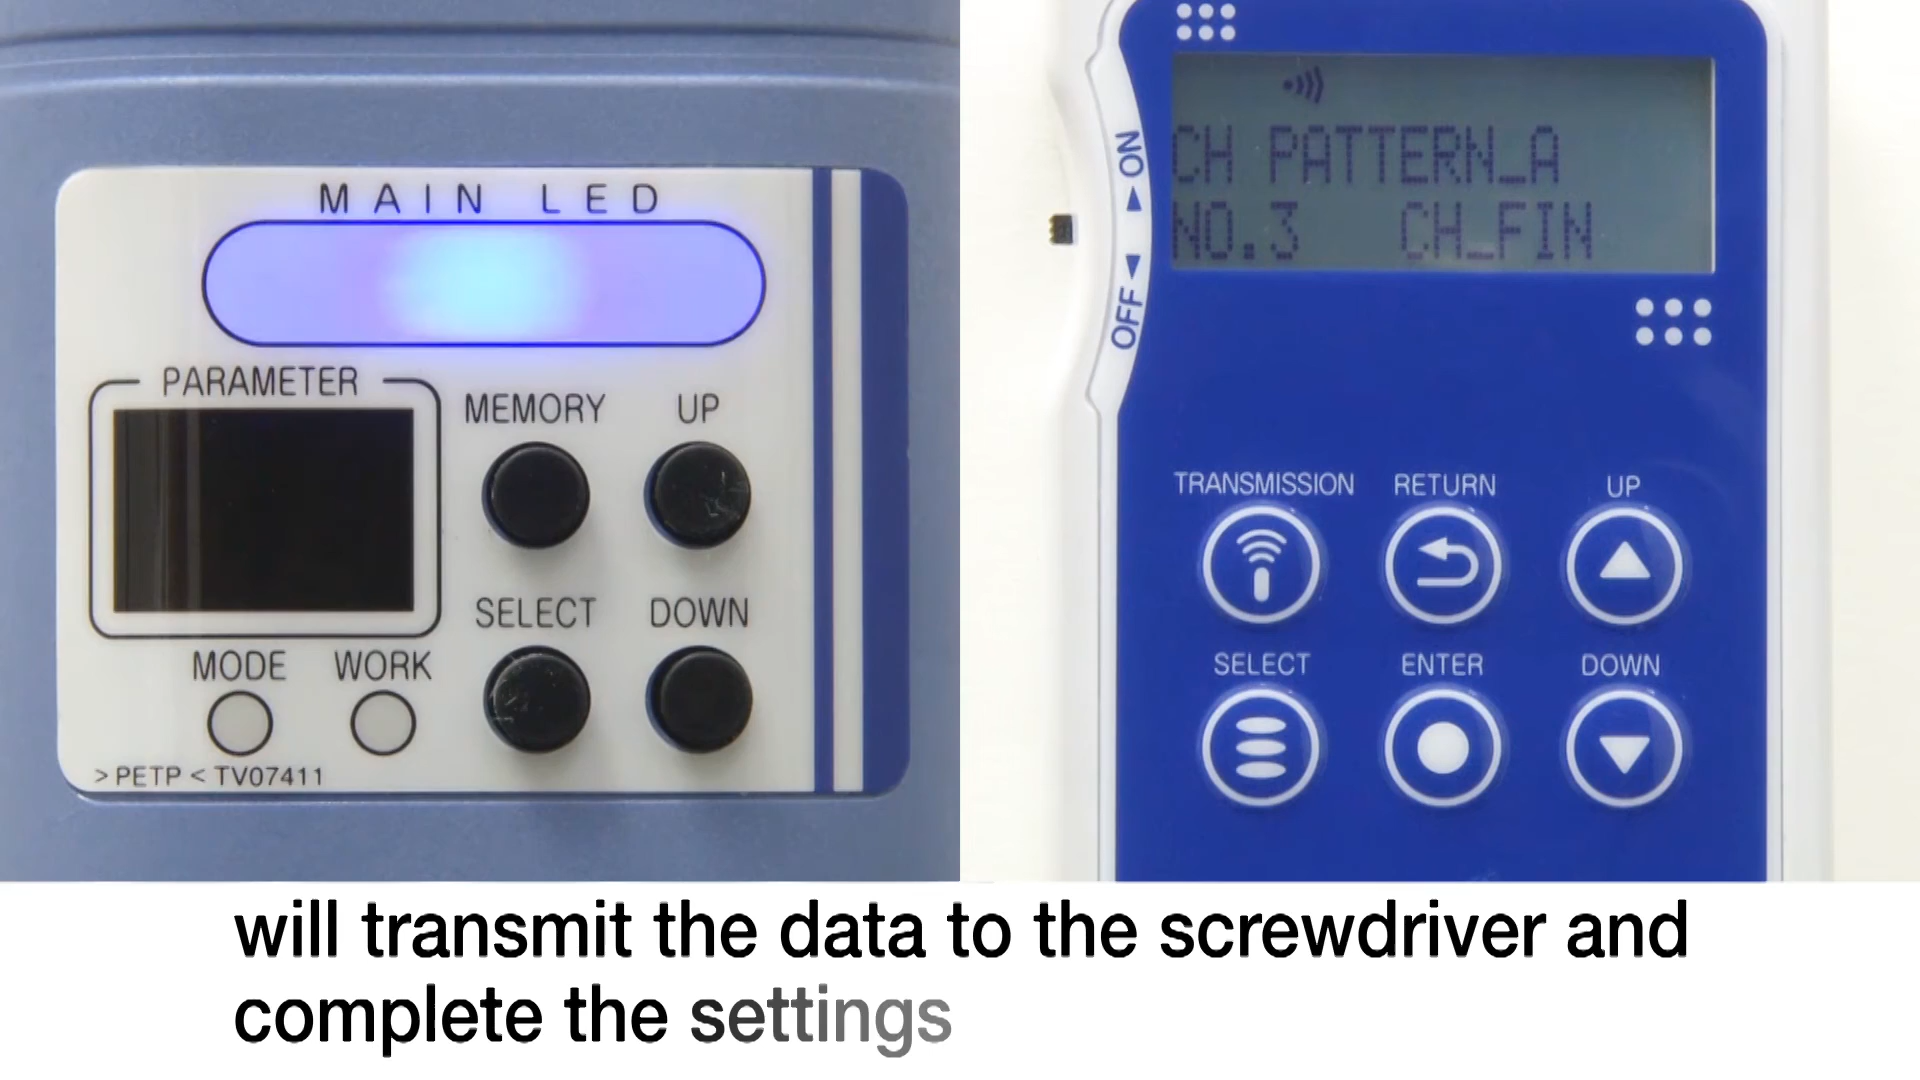 MAIN LED
PARAMETER
MEMORY UP
SELECT DOWN
MODE WORK
> PETP < TV07411
OFF ◄ ► ON
CH PATTERN_A
NO.3 CH_FIN
TRANSMISSION RETURN UP
SELECT ENTER DOWN
will transmit the data to the screwdriver and
complete the settings